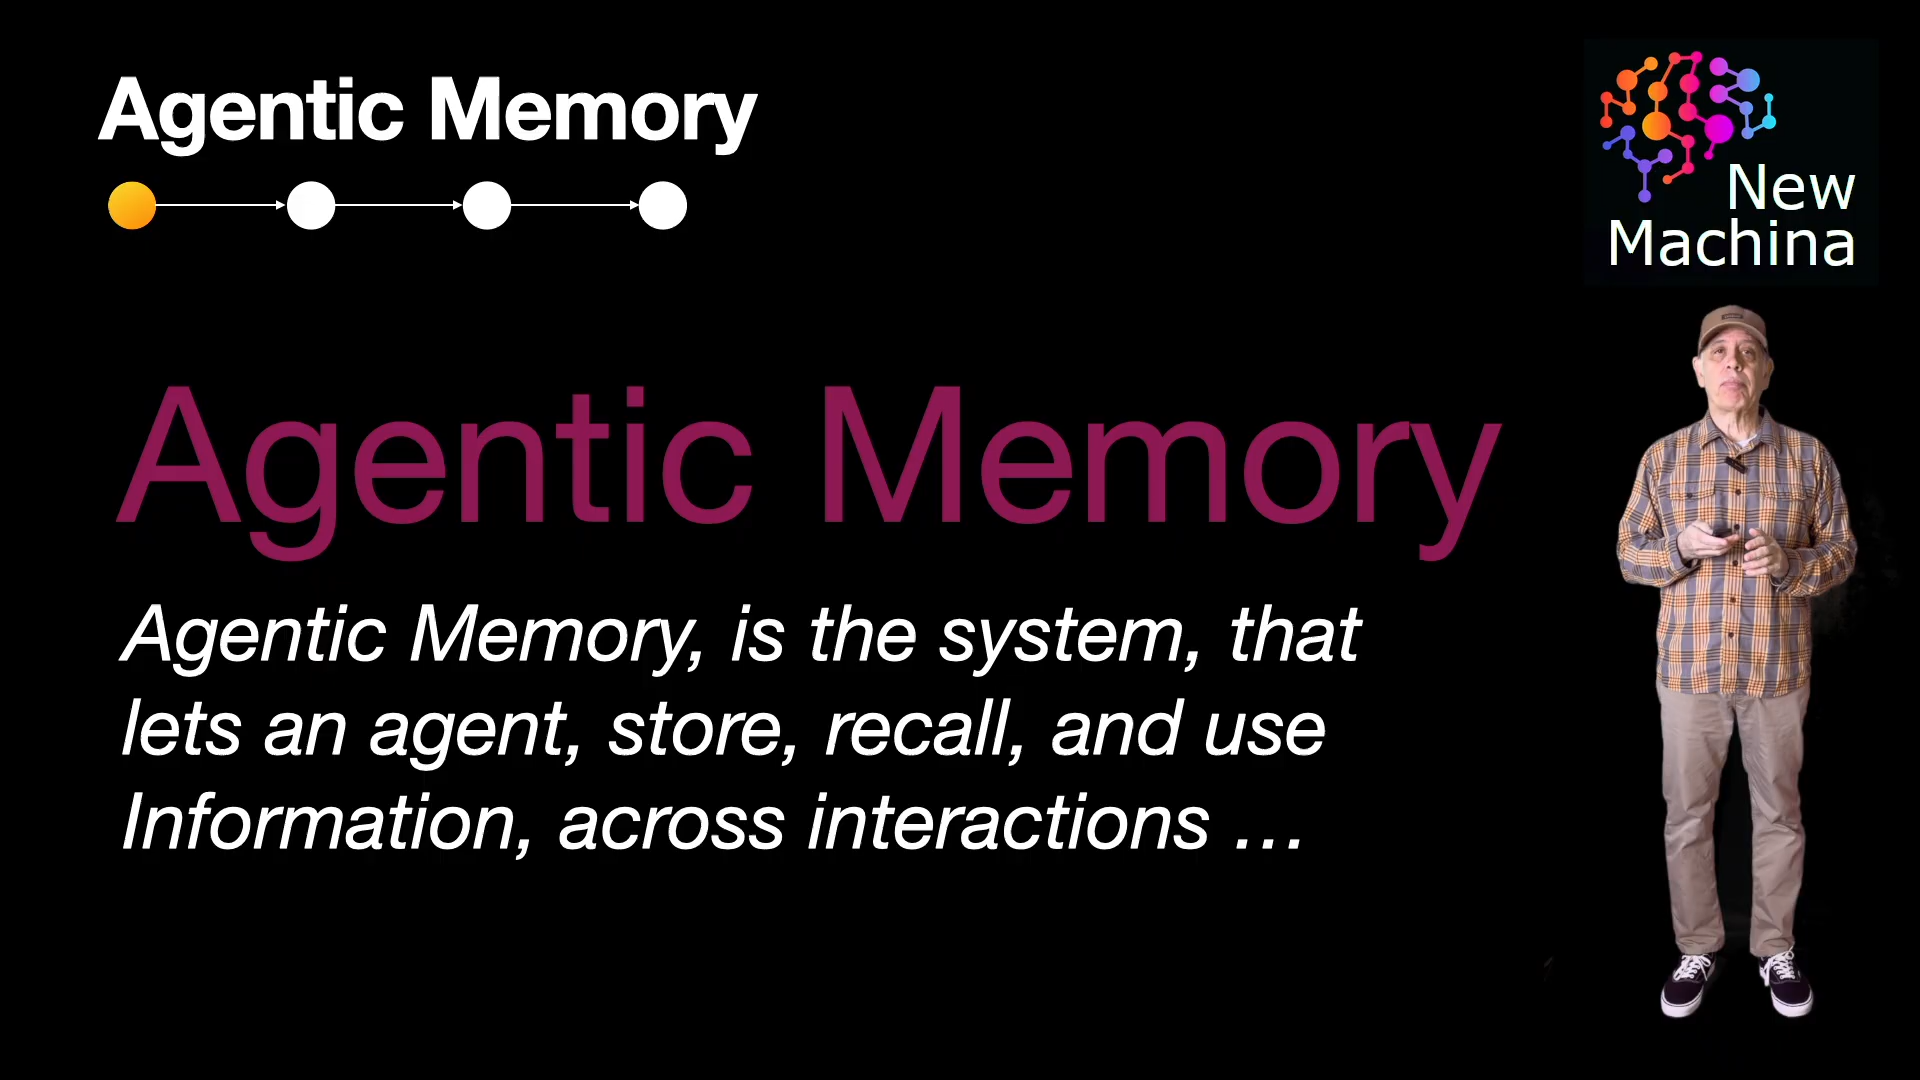 Agentic Memory
New
Machina
Agentic Memory
Agentic Memory, is the system, that
lets an agent, store, recall, and use
Information, across interactions …